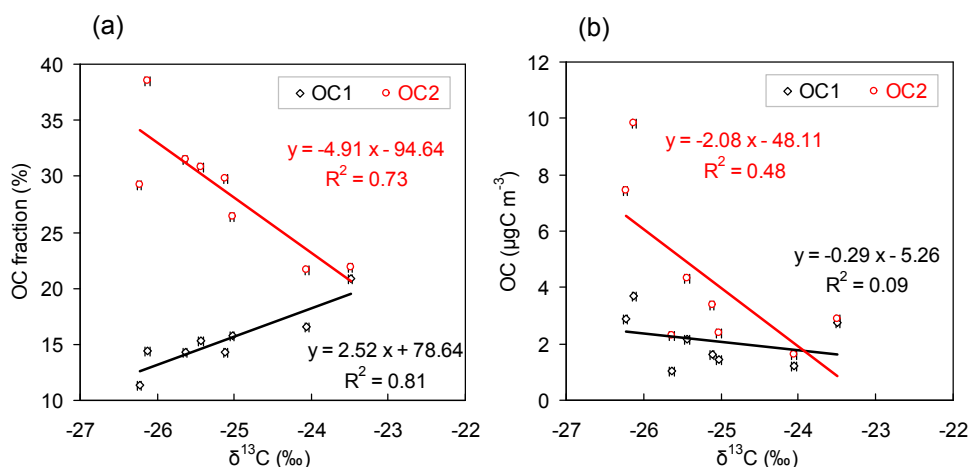 (a)
OC1 OC2
y = -4.91 x - 94.64
R² = 0.73
y = 2.52 x + 78.64
R² = 0.81
OC fraction (%)
40
35
30
25
20
15
10
-27 -26 -25 -24 -23 -22
δ¹³C (‰)
(b)
OC1 OC2
y = -2.08 x - 48.11
R² = 0.48
y = -0.29 x - 5.26
R² = 0.09
OC (µgC m⁻³)
12
10
8
6
4
2
0
-27 -26 -25 -24 -23 -22
δ¹³C (‰)